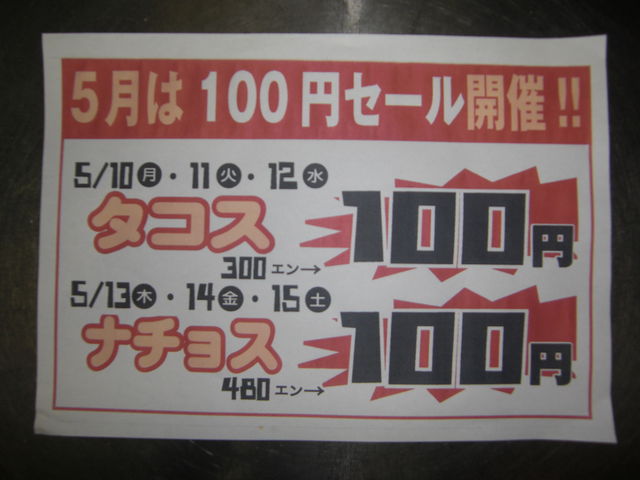 5月は100円セール開催!!
5/10㊊・11㊋・12㊌
タコス
300エン→
100円
5/13㊍・14㊎・15㊏
ナチョス
480エン→
100円